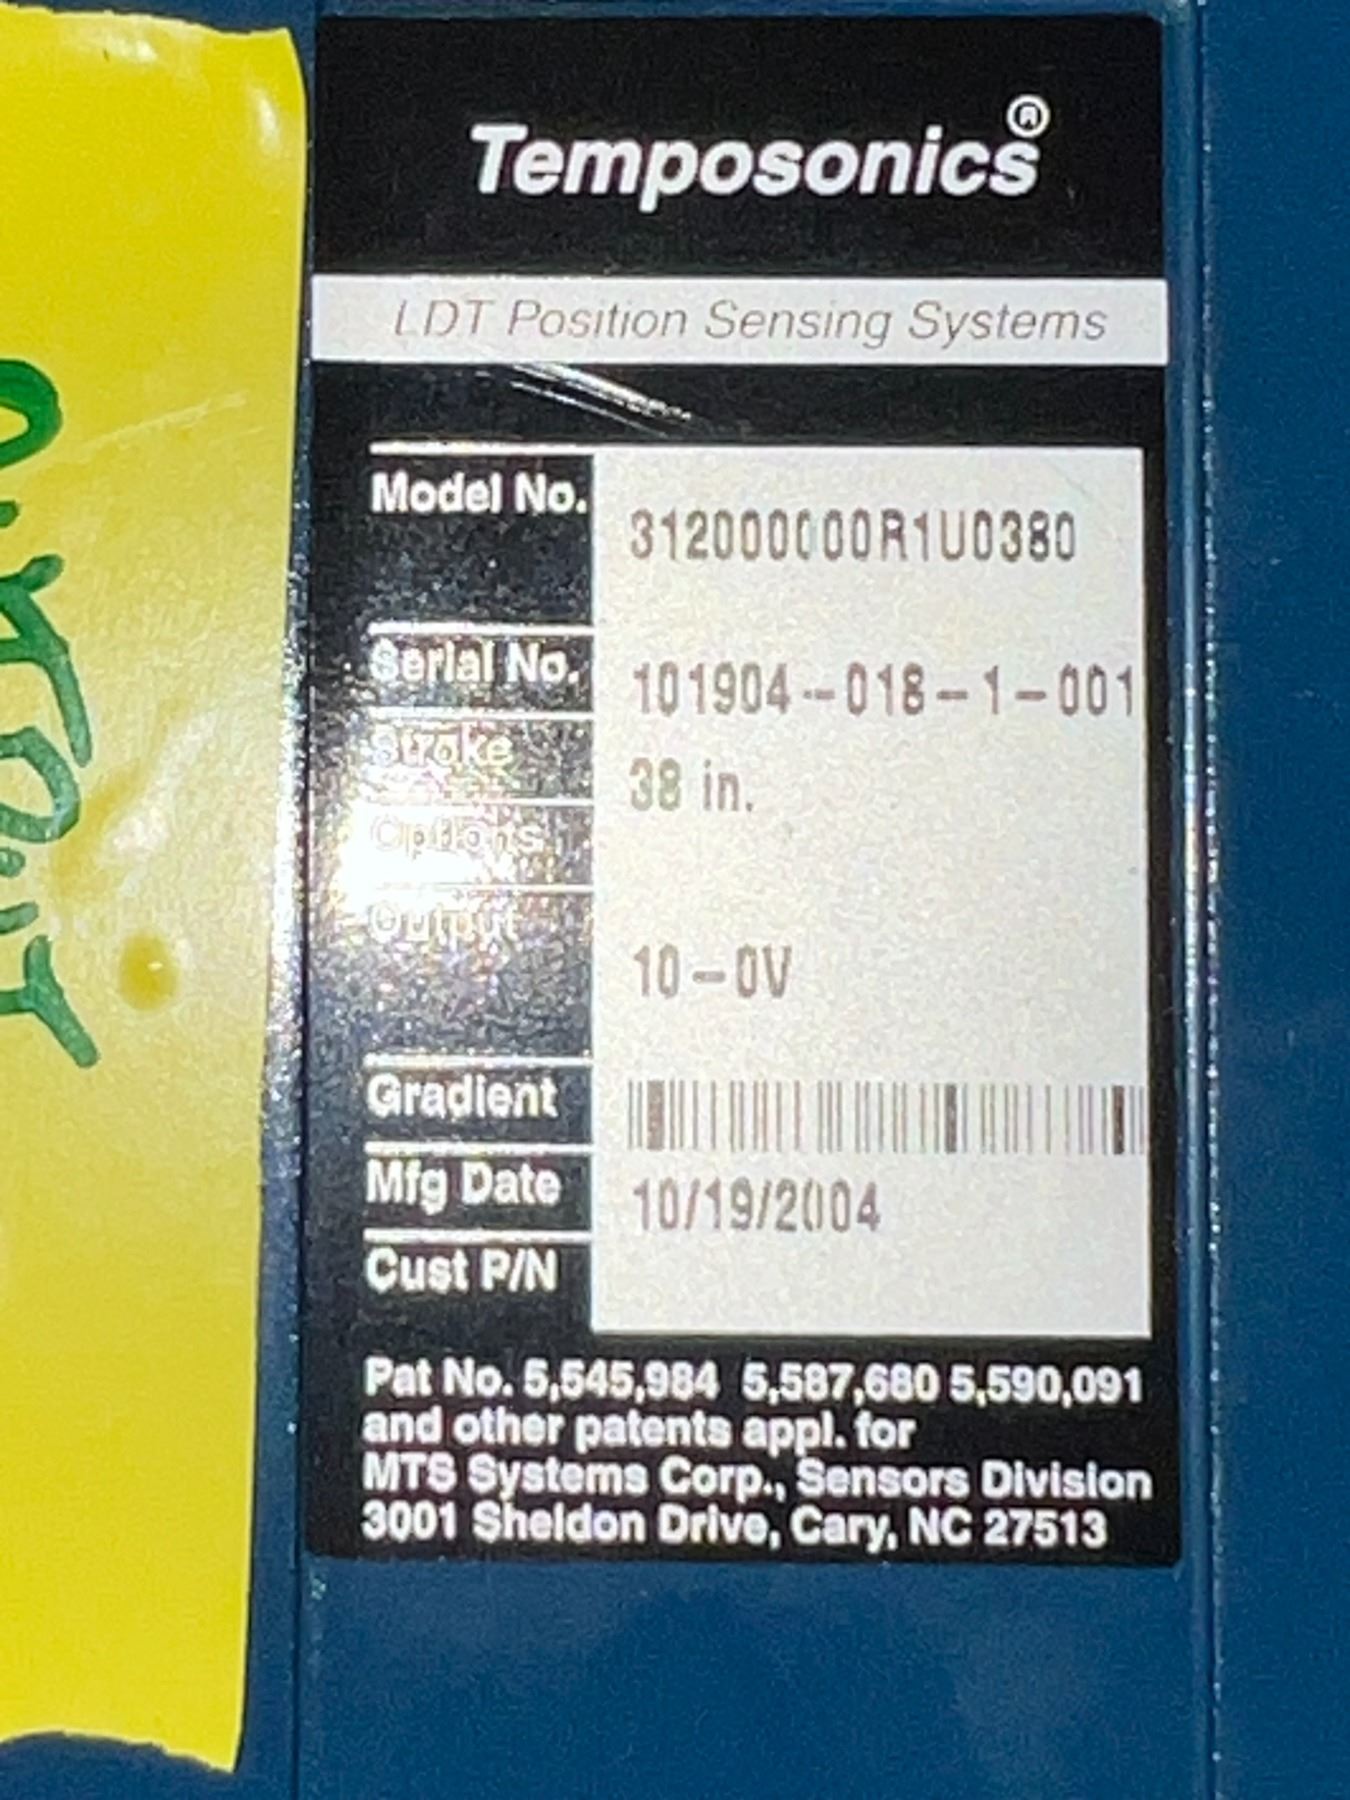 Temposonics®
LDT Position Sensing Systems
Model No. 312000000R1U0380
Serial No. 101904-018-1-001
Stroke 38 in.
Options
Output 10-0V
Gradient
Mfg Date 10/19/2004
Cust P/N
Pat No. 5,545,984 5,587,680 5,590,091
and other patents appl. for
MTS Systems Corp., Sensors Division
3001 Sheldon Drive, Cary, NC 27513